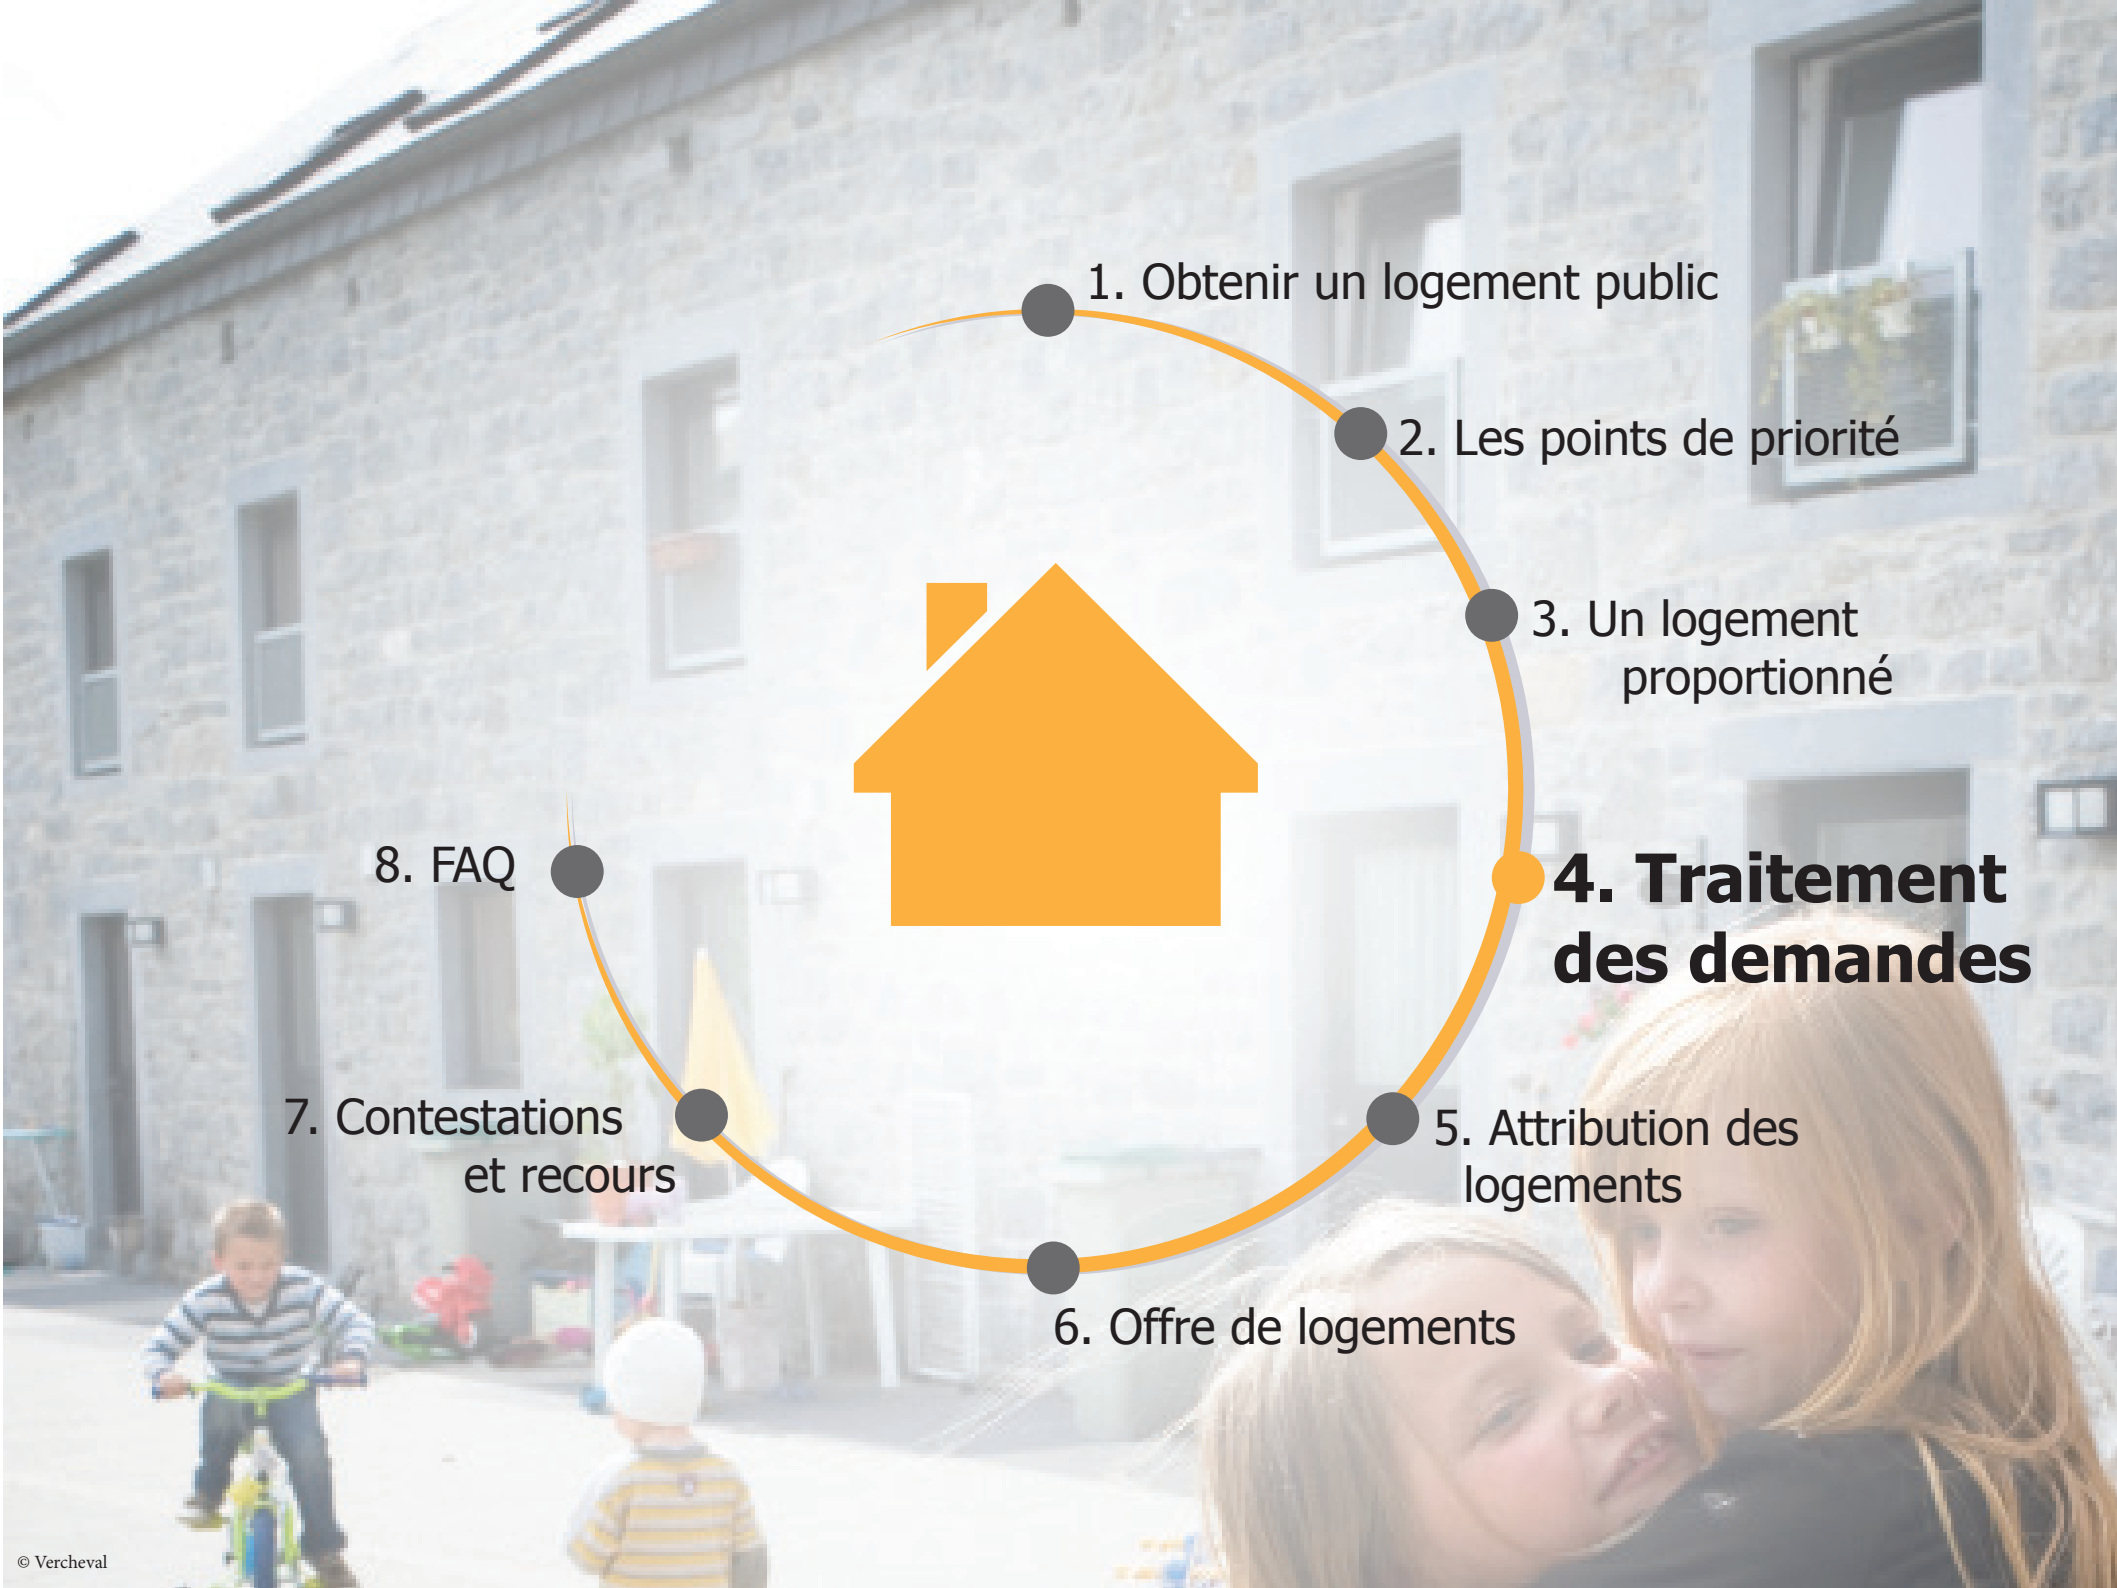 1. Obtenir un logement public
2. Les points de priorité
3. Un logement
proportionné
4. Traitement
des demandes
5. Attribution des
logements
6. Offre de logements
7. Contestations
et recours
8. FAQ
© Vercheval